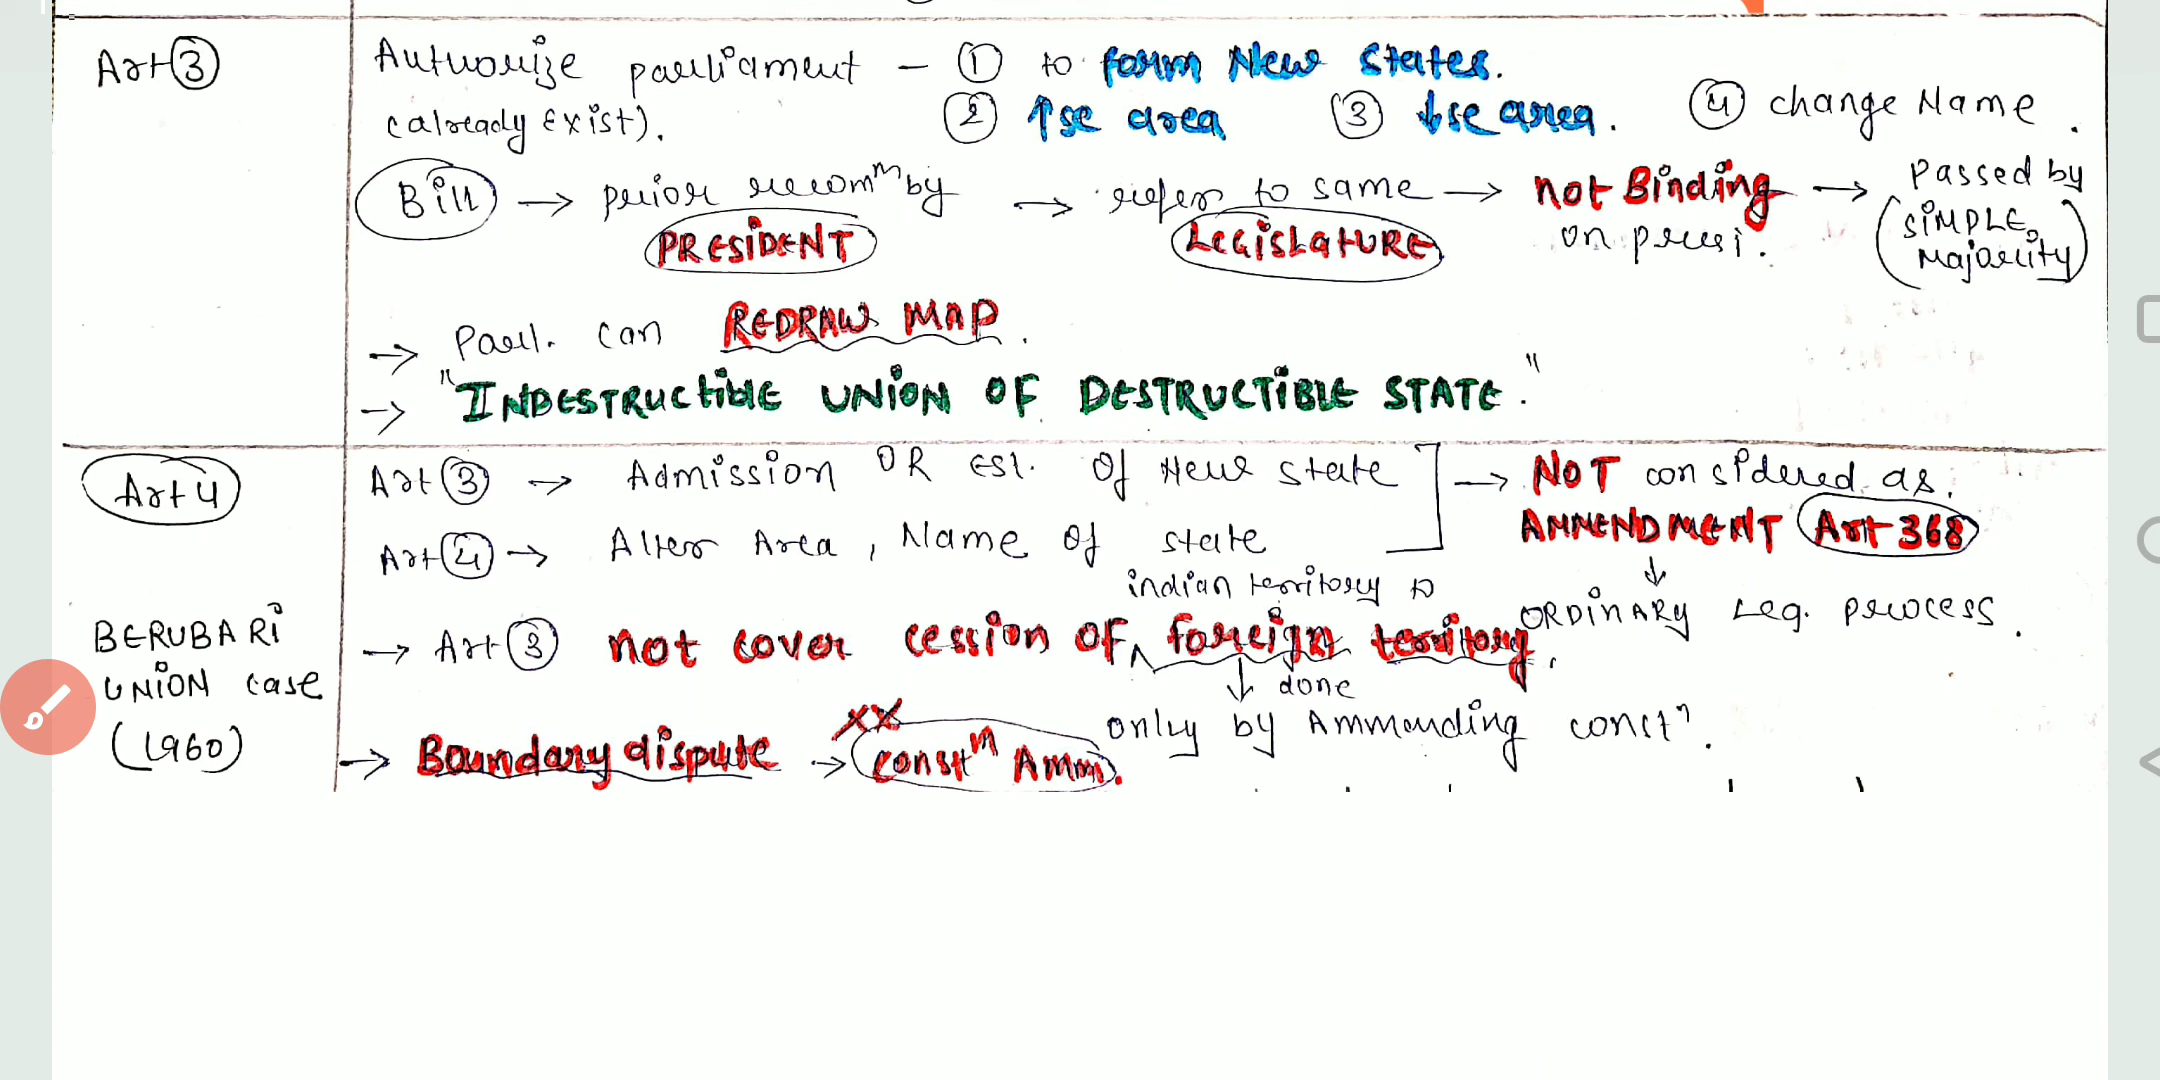 Art ③
Authorize parliament – ① to form New States.
(already Exist). ② ↑se area ③ ↓se area. ④ change Name.
Bill → prior recomm by PRESIDENT → refer to same LEGISLATURE → not Binding on presi. → Passed by (SIMPLE Majority)
→ Parl. can REDRAW MAP.
→ "INDESTRUCTIBLE UNION OF DESTRUCTIBLE STATE."
Art 4
Art ③ → Admission OR Est. Of New state
Art ④ → Alter Area, Name of state
→ NOT considered as.
AMMENDMENT Art 368
↓
ORDINARY Leg. process.
BERUBARI
UNION case
(1960)
indian territory to
→ Art ③ not cover cession OF ^ foreign territory.
↓ done
only by Ammending constn.
xx
→ Boundary dispute → Constm Amm.